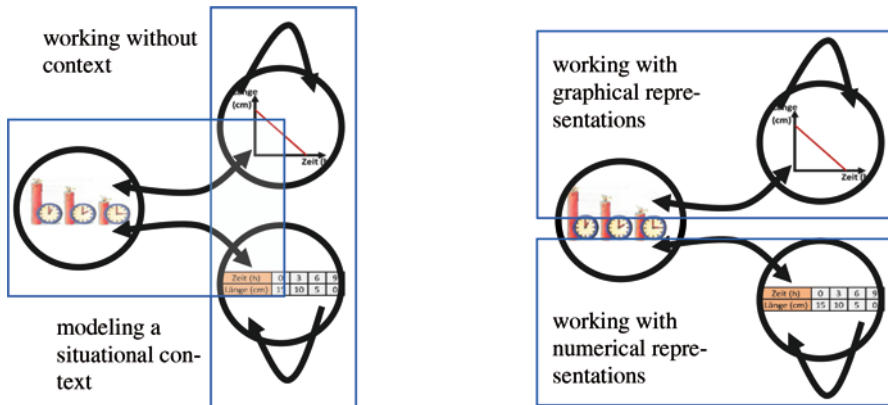 working without
context
Länge
(cm)
Zeit (h
Zeit (h) 0 3 6 9
Länge (cm) 15 10 5 0
modeling a
situational con-
text
working with
graphical repre-
sentations
(cm)
Zeit (h
Zeit (h) 0 3 6 9
Länge (cm) 15 10 5 0
working with
numerical repre-
sentations